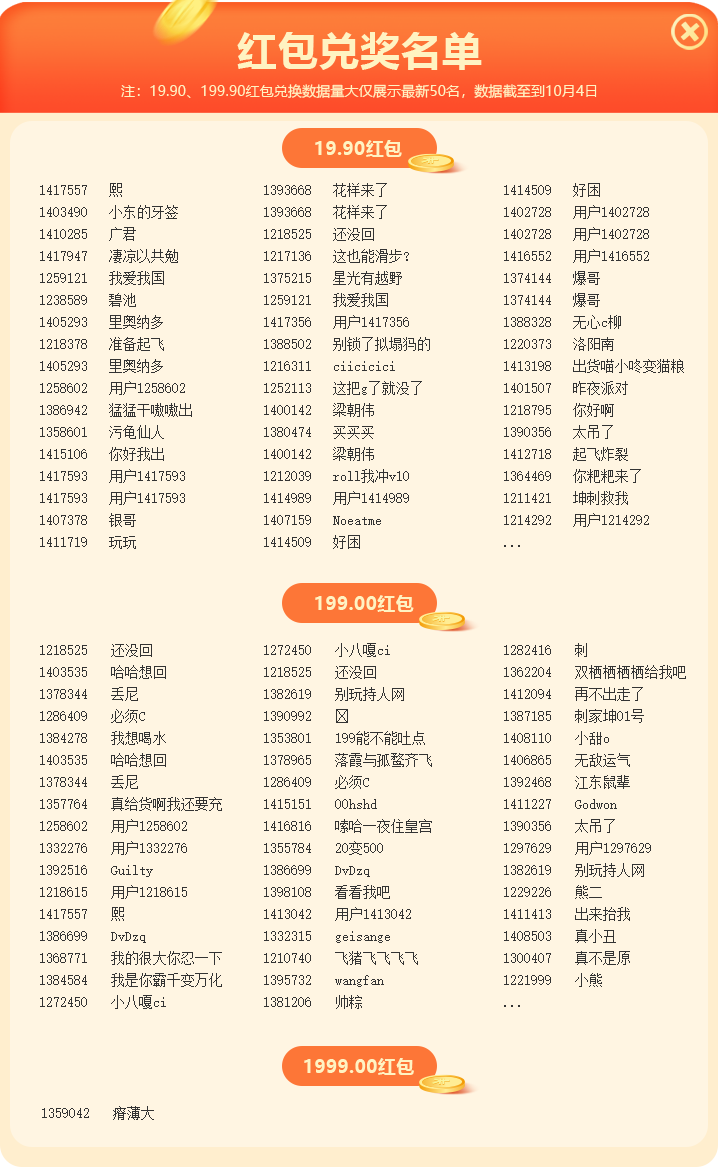 红包兑奖名单
注：19.90、199.90红包兑换数据量大仅展示最新50名，数据截至到10月4日
19.90红包
1417557 熙 1393668 花样来了 1414509 好困
1403490 小东的牙签 1393668 花样来了 1402728 用户1402728
1410285 广君 1218525 还没回 1402728 用户1402728
1417947 凄凉以共勉 1217136 这也能滑步? 1416552 用户1416552
1259121 我爱我国 1375215 星光有越野 1374144 爆哥
1238589 碧池 1259121 我爱我国 1374144 爆哥
1405293 里奥纳多 1417356 用户1417356 1388328 无心c柳
1218378 准备起飞 1388502 别锁了拟塌犸的 1220373 洛阳南
1405293 里奥纳多 1216311 ciicicici 1413198 出货喵小咚变猫粮
1258602 用户1258602 1252113 这把g了就没了 1401507 昨夜派对
1386942 猛猛干嗷嗷出 1400142 梁朝伟 1218795 你好啊
1358601 污龟仙人 1380474 买买买 1390356 太吊了
1415106 你好我出 1400142 梁朝伟 1412718 起飞炸裂
1417593 用户1417593 1212039 roll我冲v10 1364469 你粑粑来了
1417593 用户1417593 1414989 用户1414989 1211421 坤刺救我
1407378 银哥 1407159 Noeatme 1214292 用户1214292
1411719 玩玩 1414509 好困 ...
199.00红包
1218525 还没回 1272450 小八嘎ci 1282416 刺
1403535 哈哈想回 1218525 还没回 1362204 双栖栖栖栖给我吧
1378344 丢尼 1382619 别玩持人网 1412094 再不出走了
1286409 必须C 1390992 1387185 刺家坤01号
1384278 我想喝水 1353801 199能不能吐点 1408110 小甜o
1403535 哈哈想回 1378965 落霞与孤鹜齐飞 1406865 无敌运气
1378344 丢尼 1286409 必须C 1392468 江东鼠辈
1357764 真给货啊我还要充 1415151 00hshd 1411227 Godwon
1258602 用户1258602 1416816 嗦哈一夜住皇宫 1390356 太吊了
1332276 用户1332276 1355784 20变500 1297629 用户1297629
1392516 Guilty 1386699 DvDzq 1382619 别玩持人网
1218615 用户1218615 1398108 看看我吧 1229226 熊二
1417557 熙 1413042 用户1413042 1411413 出来抬我
1386699 DvDzq 1332315 geisange 1408503 真小丑
1368771 我的很大你忍一下 1210740 飞猪飞飞飞飞 1300407 真不是原
1384584 我是你霸千变万化 1395732 wangfan 1221999 小熊
1272450 小八嘎ci 1381206 帅粽 ...
1999.00红包
1359042 瘠薄大